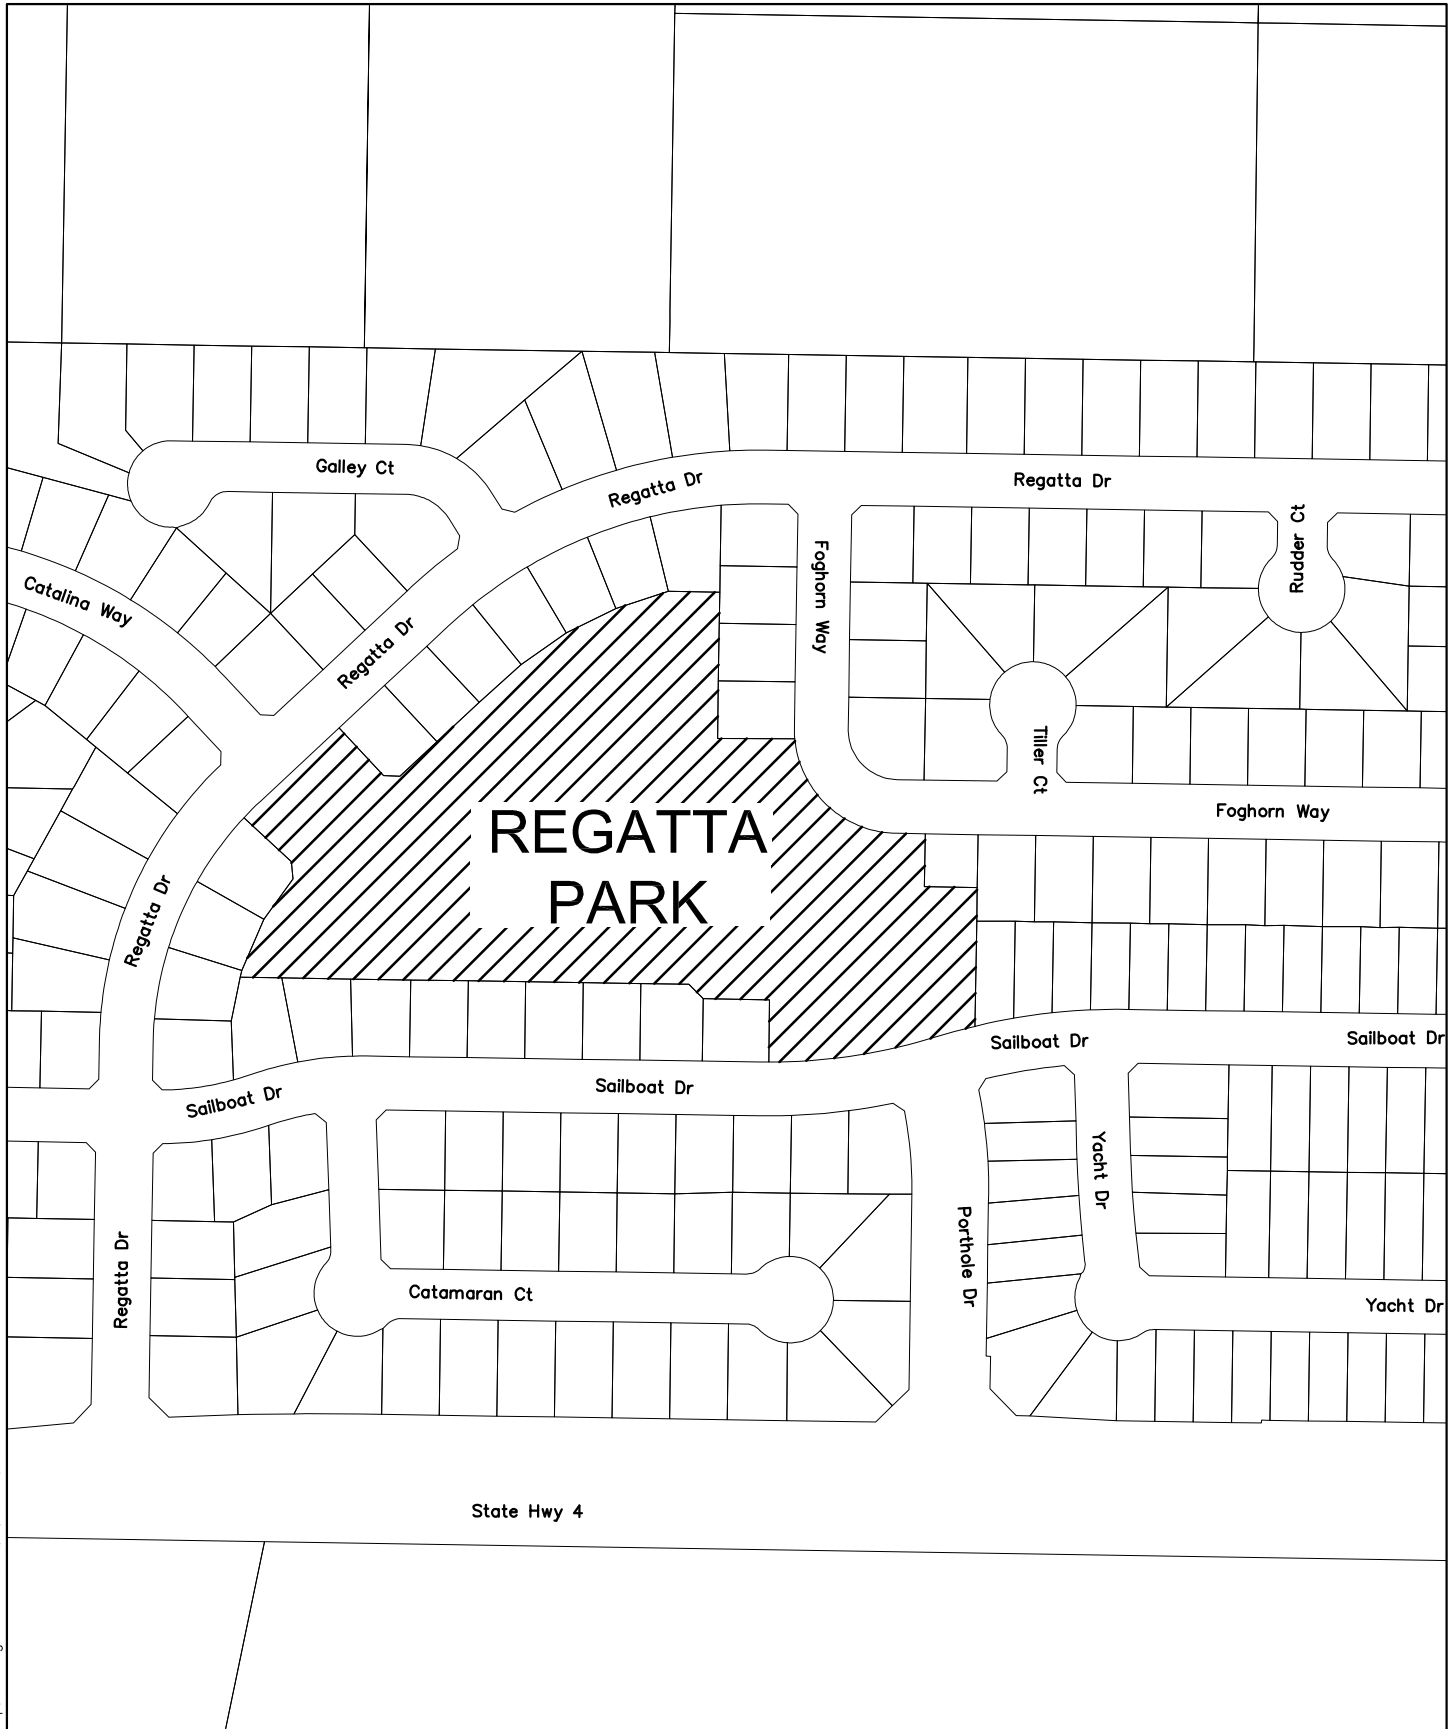 Galley Ct
Regatta Dr
Regatta Dr
Rudder Ct
Foghorn Way
Catalina Way
Regatta Dr
Tiller Ct
Foghorn Way
REGATTA
PARK
Regatta Dr
Sailboat Dr
Sailboat Dr
Sailboat Dr
Sailboat Dr
Yacht Dr
Porthole Dr
Regatta Dr
Catamaran Ct
Yacht Dr
State Hwy 4